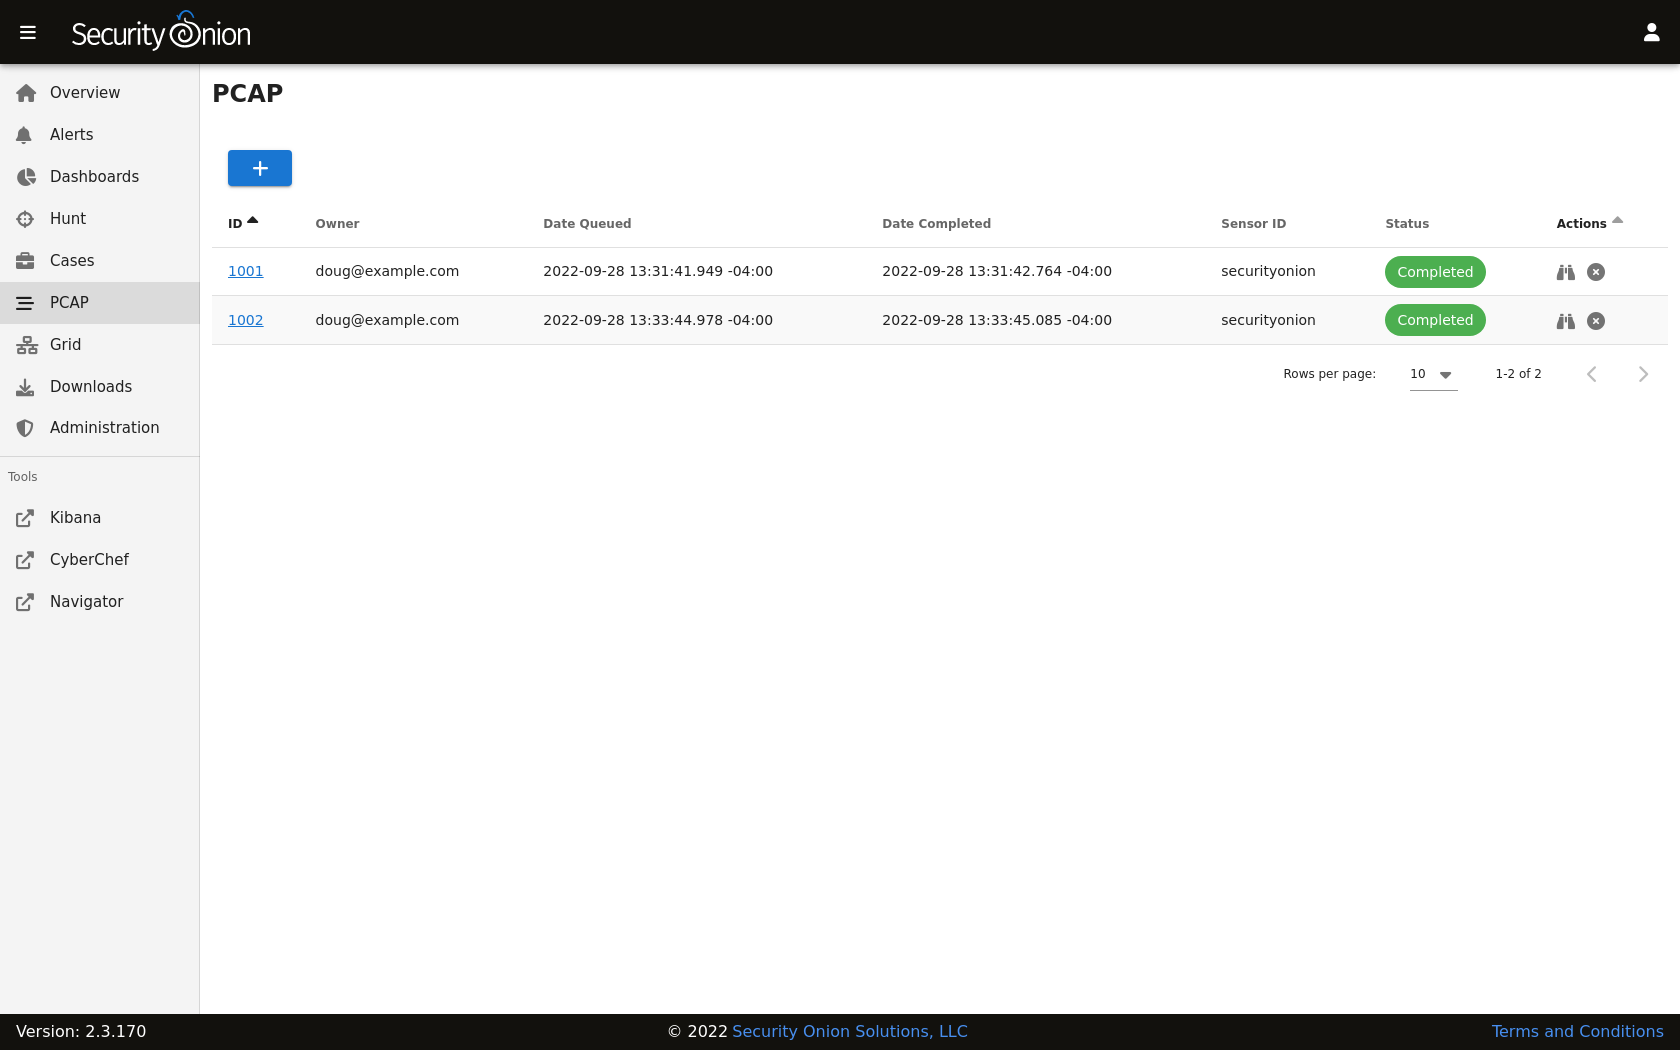 Security Onion
Overview
Alerts
Dashboards
Hunt
Cases
PCAP
Grid
Downloads
Administration
Tools
Kibana
CyberChef
Navigator
PCAP
+
ID Owner Date Queued Date Completed Sensor ID Status Actions
1001 doug@example.com 2022-09-28 13:31:41.949 -04:00 2022-09-28 13:31:42.764 -04:00 securityonion Completed
1002 doug@example.com 2022-09-28 13:33:44.978 -04:00 2022-09-28 13:33:45.085 -04:00 securityonion Completed
Rows per page: 10 1-2 of 2
Version: 2.3.170 © 2022 Security Onion Solutions, LLC Terms and Conditions